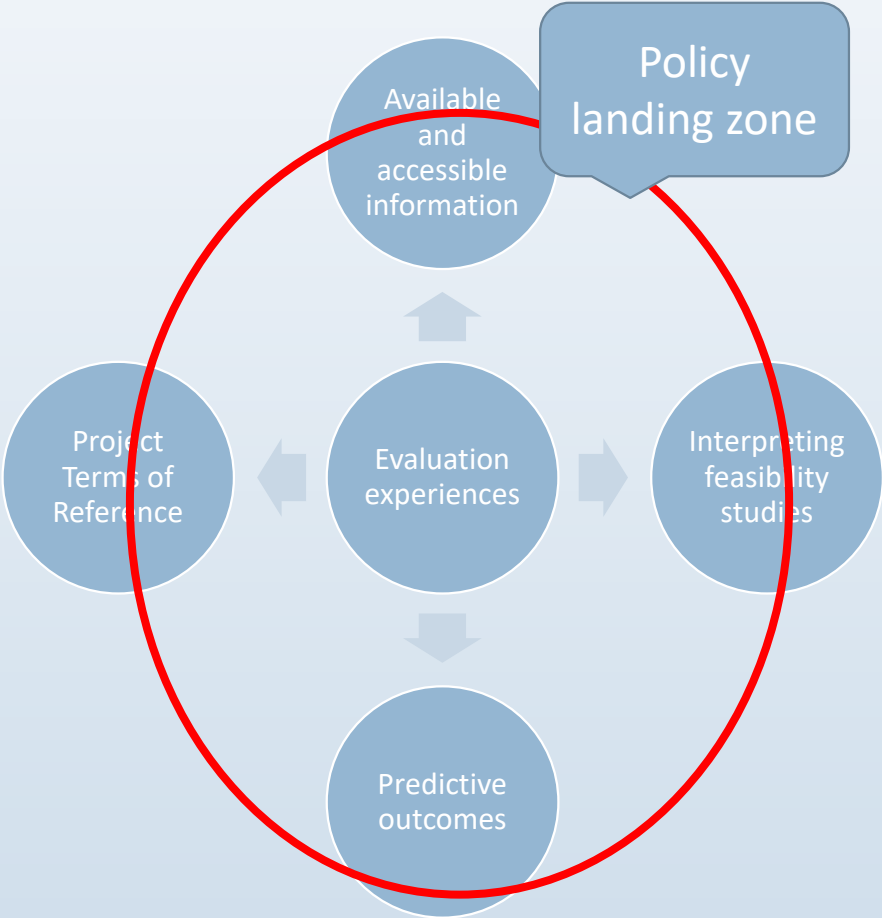 Policy
landing zone
Available
and
accessible
information
Project
Terms of
Reference
Evaluation
experiences
Interpreting
feasibility
studies
Predictive
outcomes